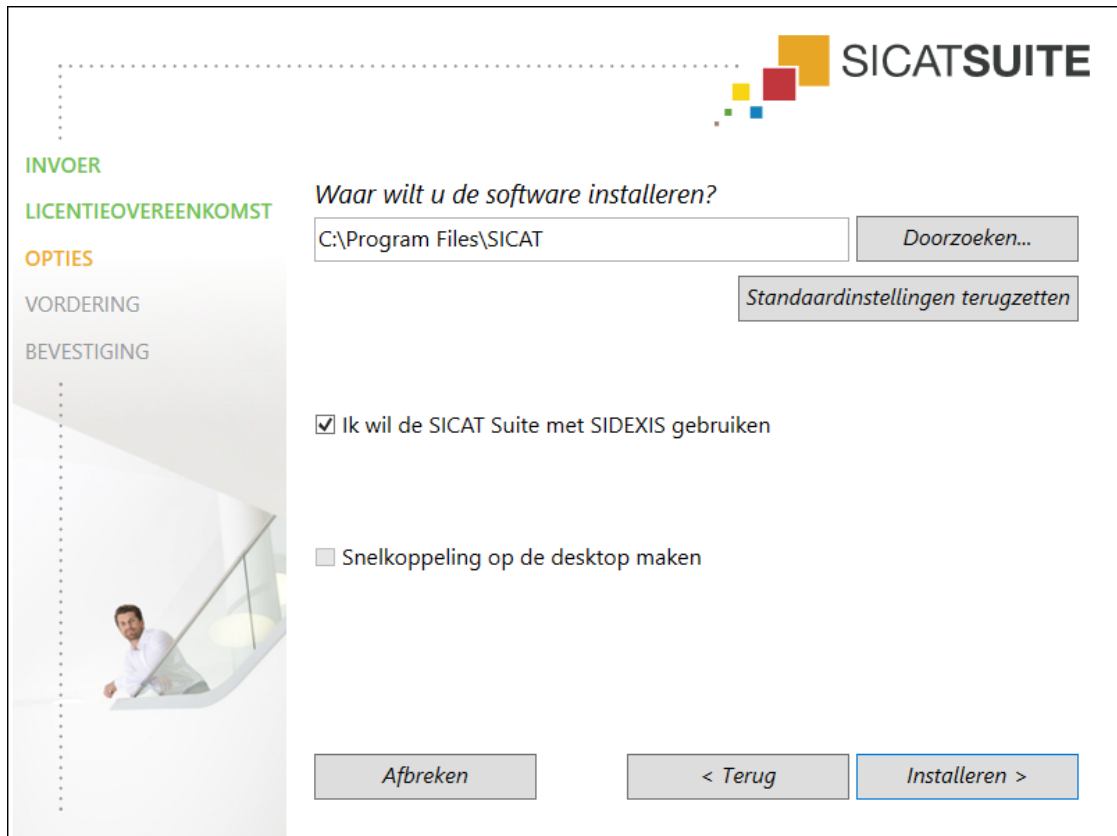 SICATSUITE
INVOER
LICENTIEOVEREENKOMST
OPTIES
VORDERING
BEVESTIGING
Waar wilt u de software installeren?
C:\Program Files\SICAT
Doorzoeken...
Standaardinstellingen terugzetten
Ik wil de SICAT Suite met SIDEXIS gebruiken
Snelkoppeling op de desktop maken
Afbreken
< Terug
Installeren >